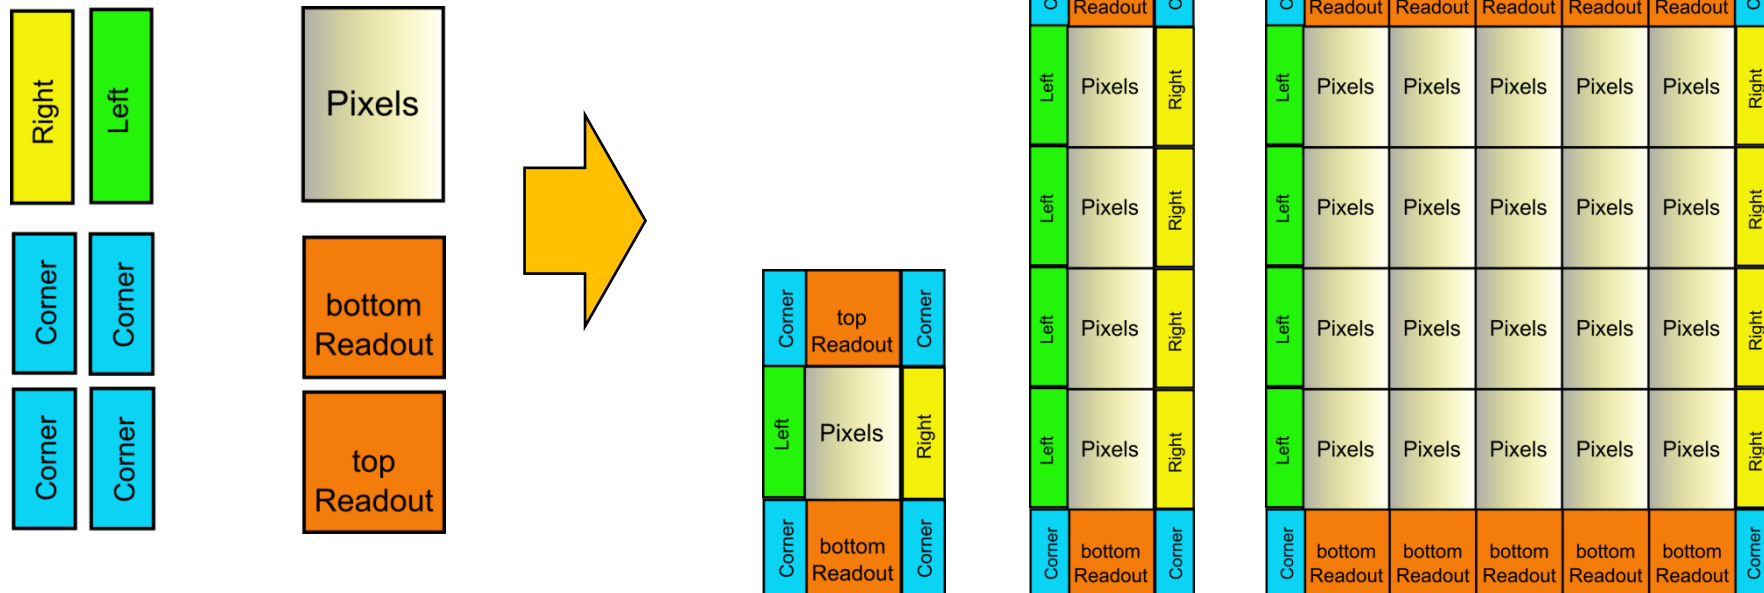 Right
Left
Pixels
Corner
Corner
bottom
Readout
Corner
Corner
top
Readout
Corner
top
Readout
Corner
Left
Pixels
Right
Corner
bottom
Readout
Corner
Readout
Left
Pixels
Right
Left
Pixels
Right
Left
Pixels
Right
Left
Pixels
Right
Corner
bottom
Readout
Corner
Readout Readout Readout Readout Readout
Left Pixels Pixels Pixels Pixels Pixels Right
Left Pixels Pixels Pixels Pixels Pixels Right
Left Pixels Pixels Pixels Pixels Pixels Right
Left Pixels Pixels Pixels Pixels Pixels Right
Corner bottom bottom bottom bottom bottom Corner
Readout Readout Readout Readout Readout